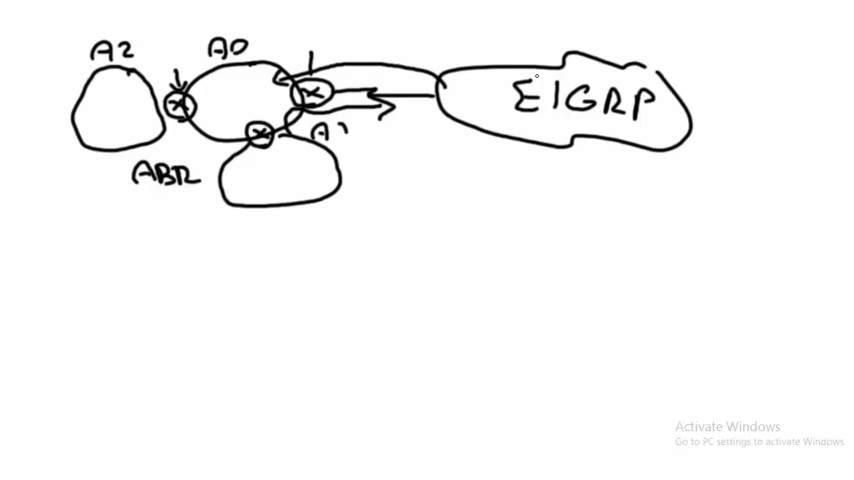 A2
A0
EIGRP
A1
ABR
Activate Windows
Go to PC settings to activate Windows.